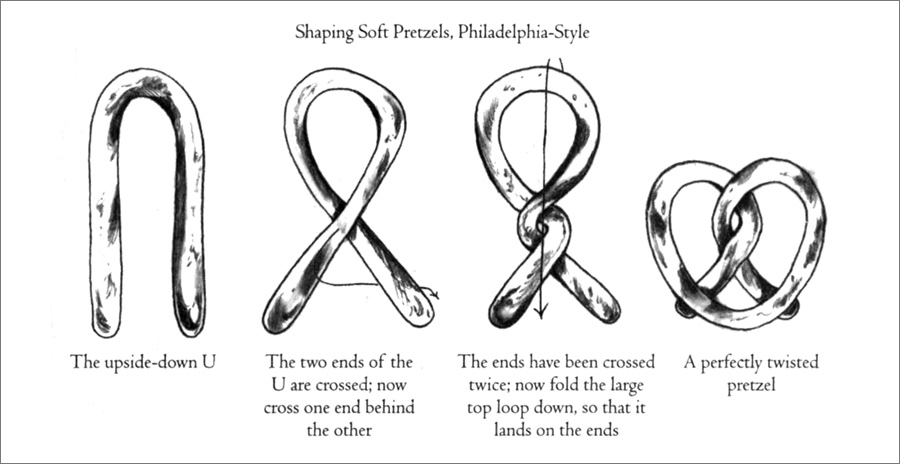 Shaping Soft Pretzels, Philadelphia-Style
The upside-down U
The two ends of the
U are crossed; now
cross one end behind
the other
The ends have been crossed
twice; now fold the large
top loop down, so that it
lands on the ends
A perfectly twisted
pretzel